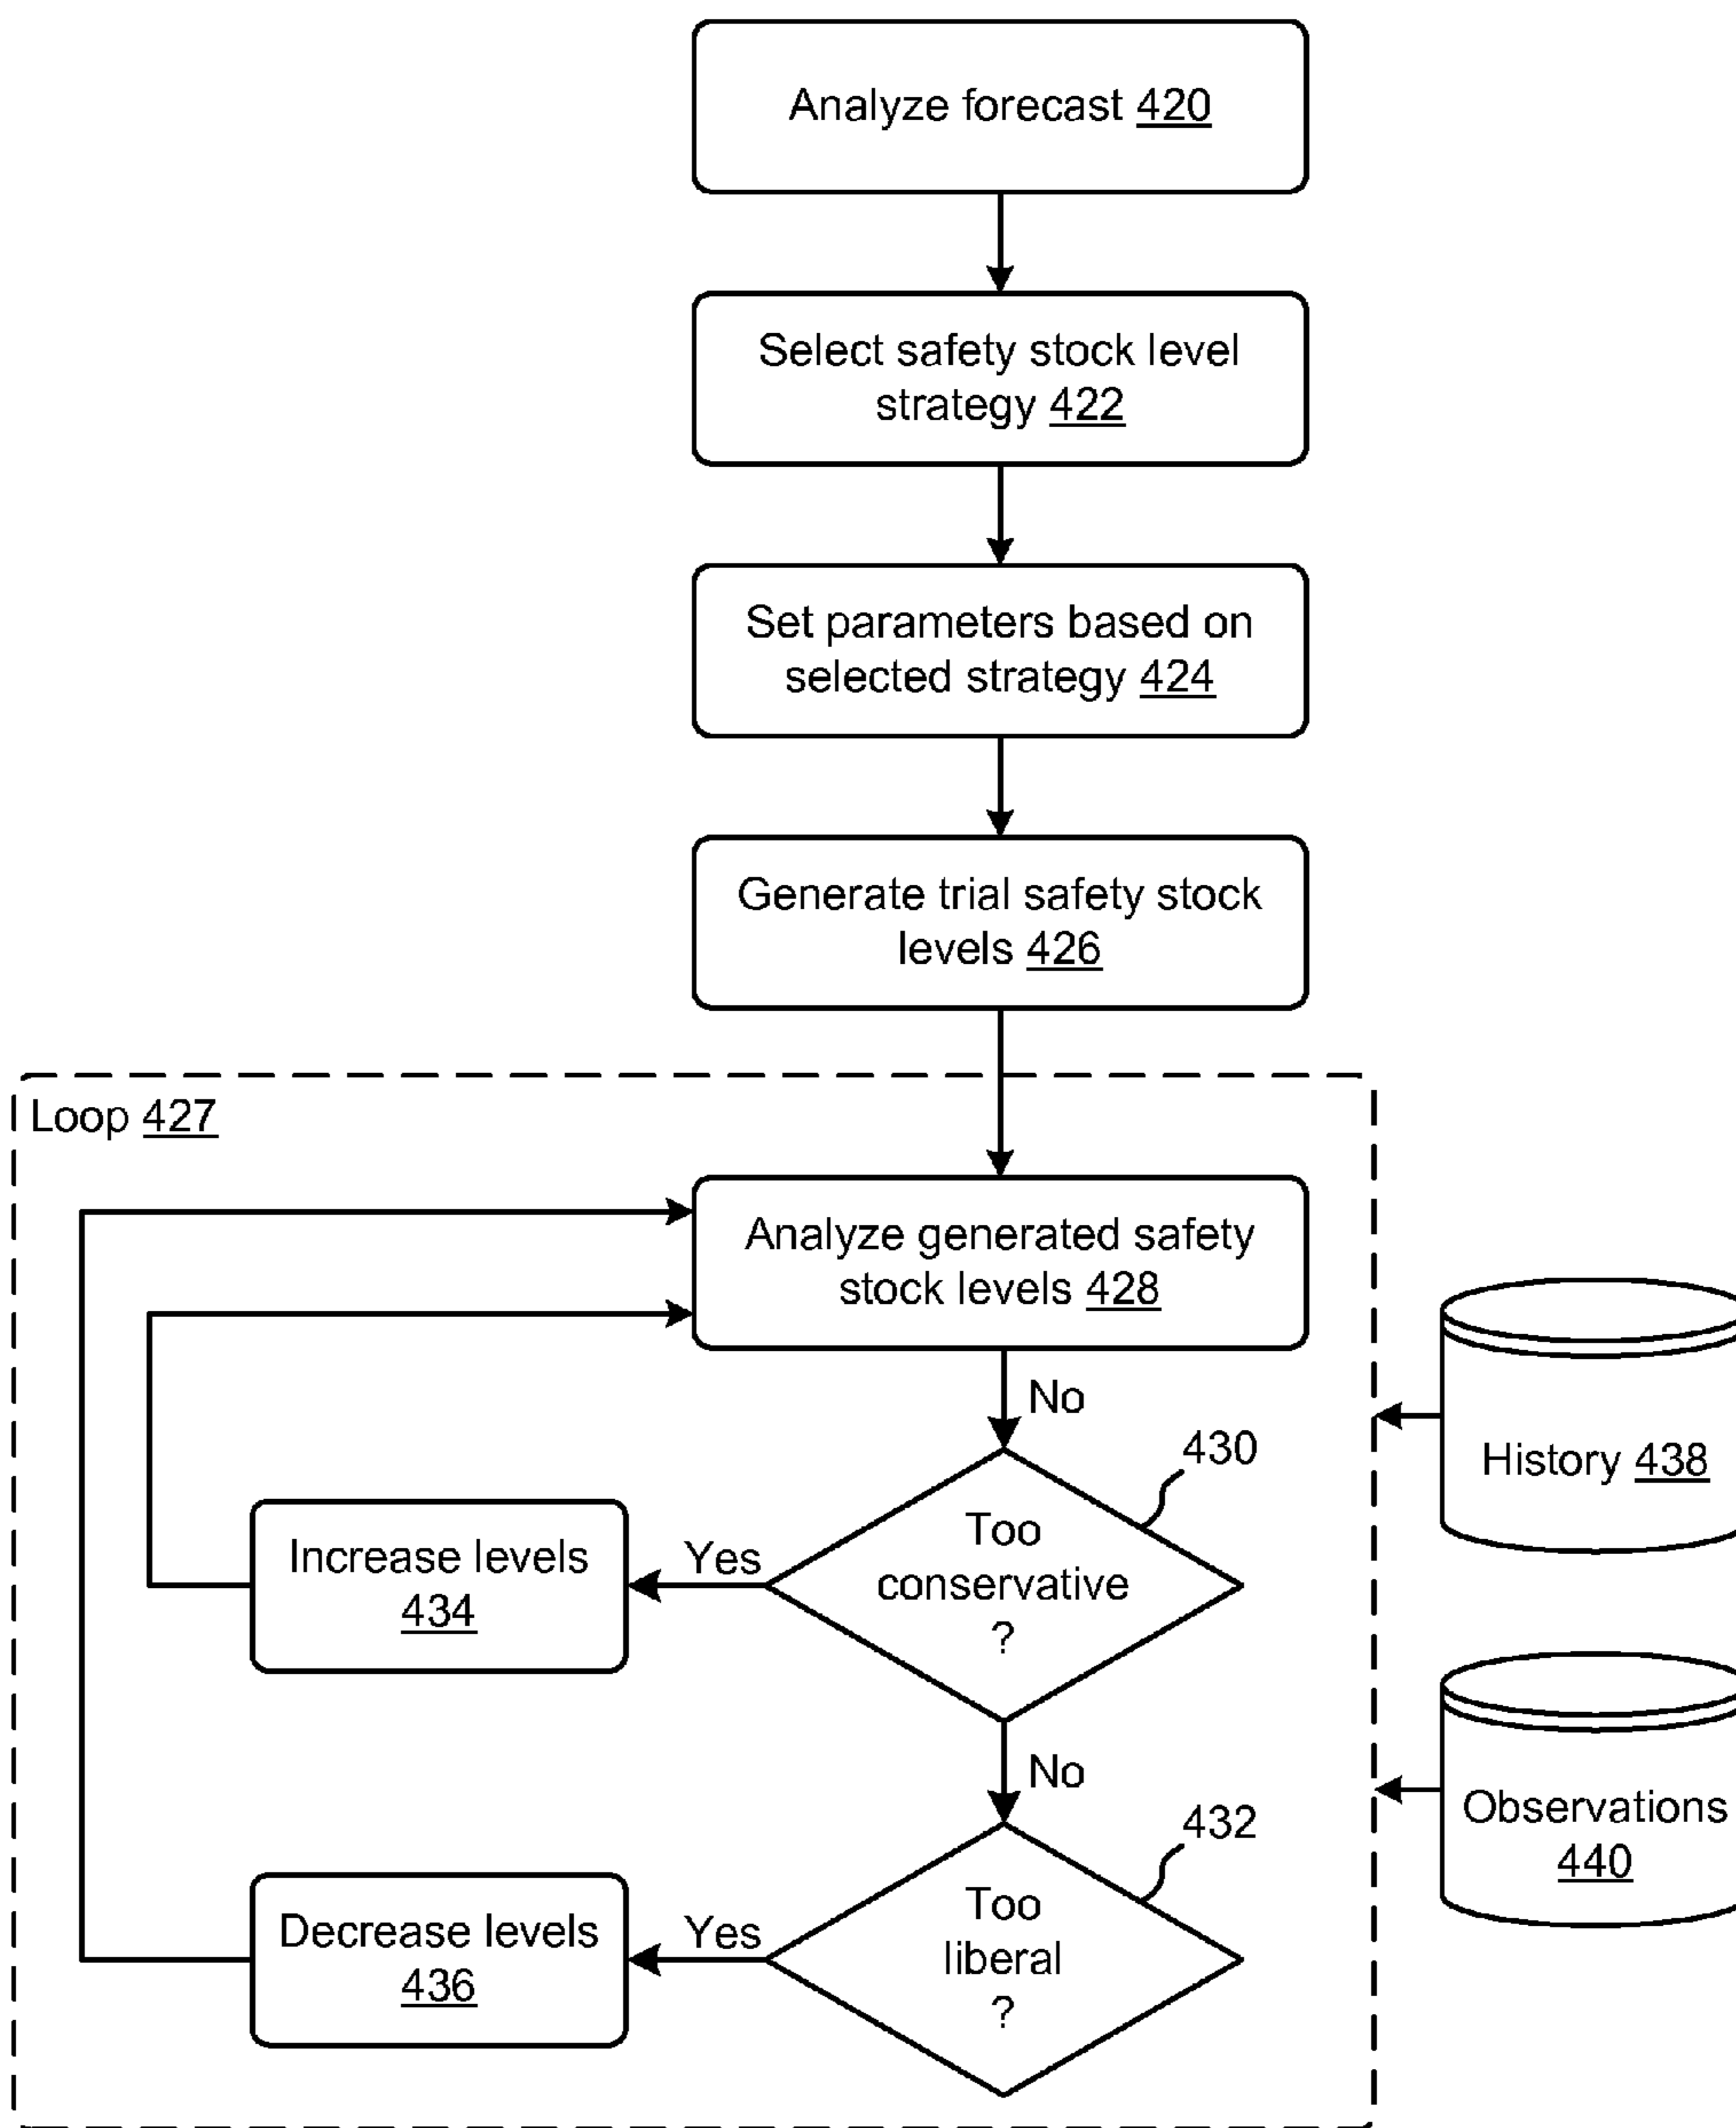 Analyze forecast 420
Select safety stock level
strategy 422
Set parameters based on
selected strategy 424
Generate trial safety stock
levels 426
Loop 427
Analyze generated safety
stock levels 428
No
430
Too
conservative
?
Yes
Increase levels
434
History 438
No
432
Too
liberal
?
Yes
Decrease levels
436
Observations
440